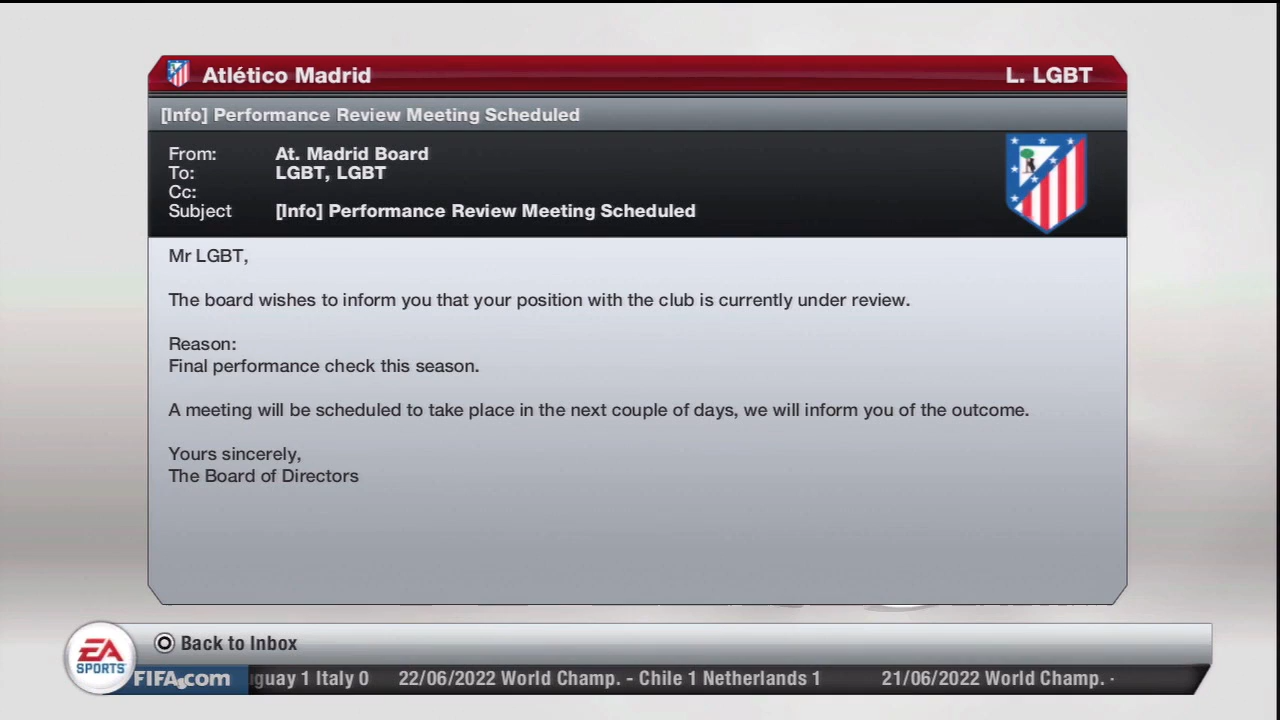 Atlético Madrid L. LGBT
[Info] Performance Review Meeting Scheduled
From: At. Madrid Board
To: LGBT, LGBT
Cc:
Subject [Info] Performance Review Meeting Scheduled
Mr LGBT,
The board wishes to inform you that your position with the club is currently under review.
Reason:
Final performance check this season.
A meeting will be scheduled to take place in the next couple of days, we will inform you of the outcome.
Yours sincerely,
The Board of Directors
EA
SPORTS
Back to Inbox
FIFA.com guay 1 Italy 0 22/06/2022 World Champ. - Chile 1 Netherlands 1 21/06/2022 World Champ. -